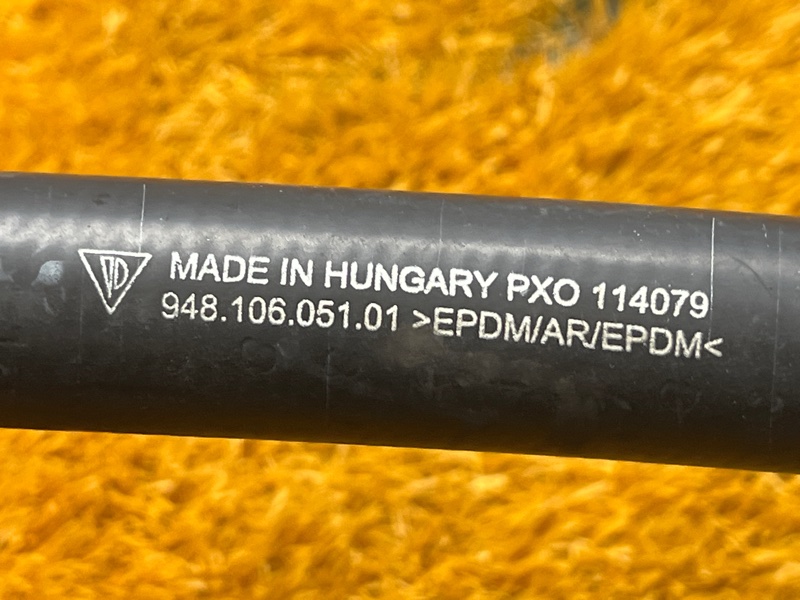 MADE IN HUNGARY PXO 114079
948.106.051.01 >EPDM/AR/EPDM<